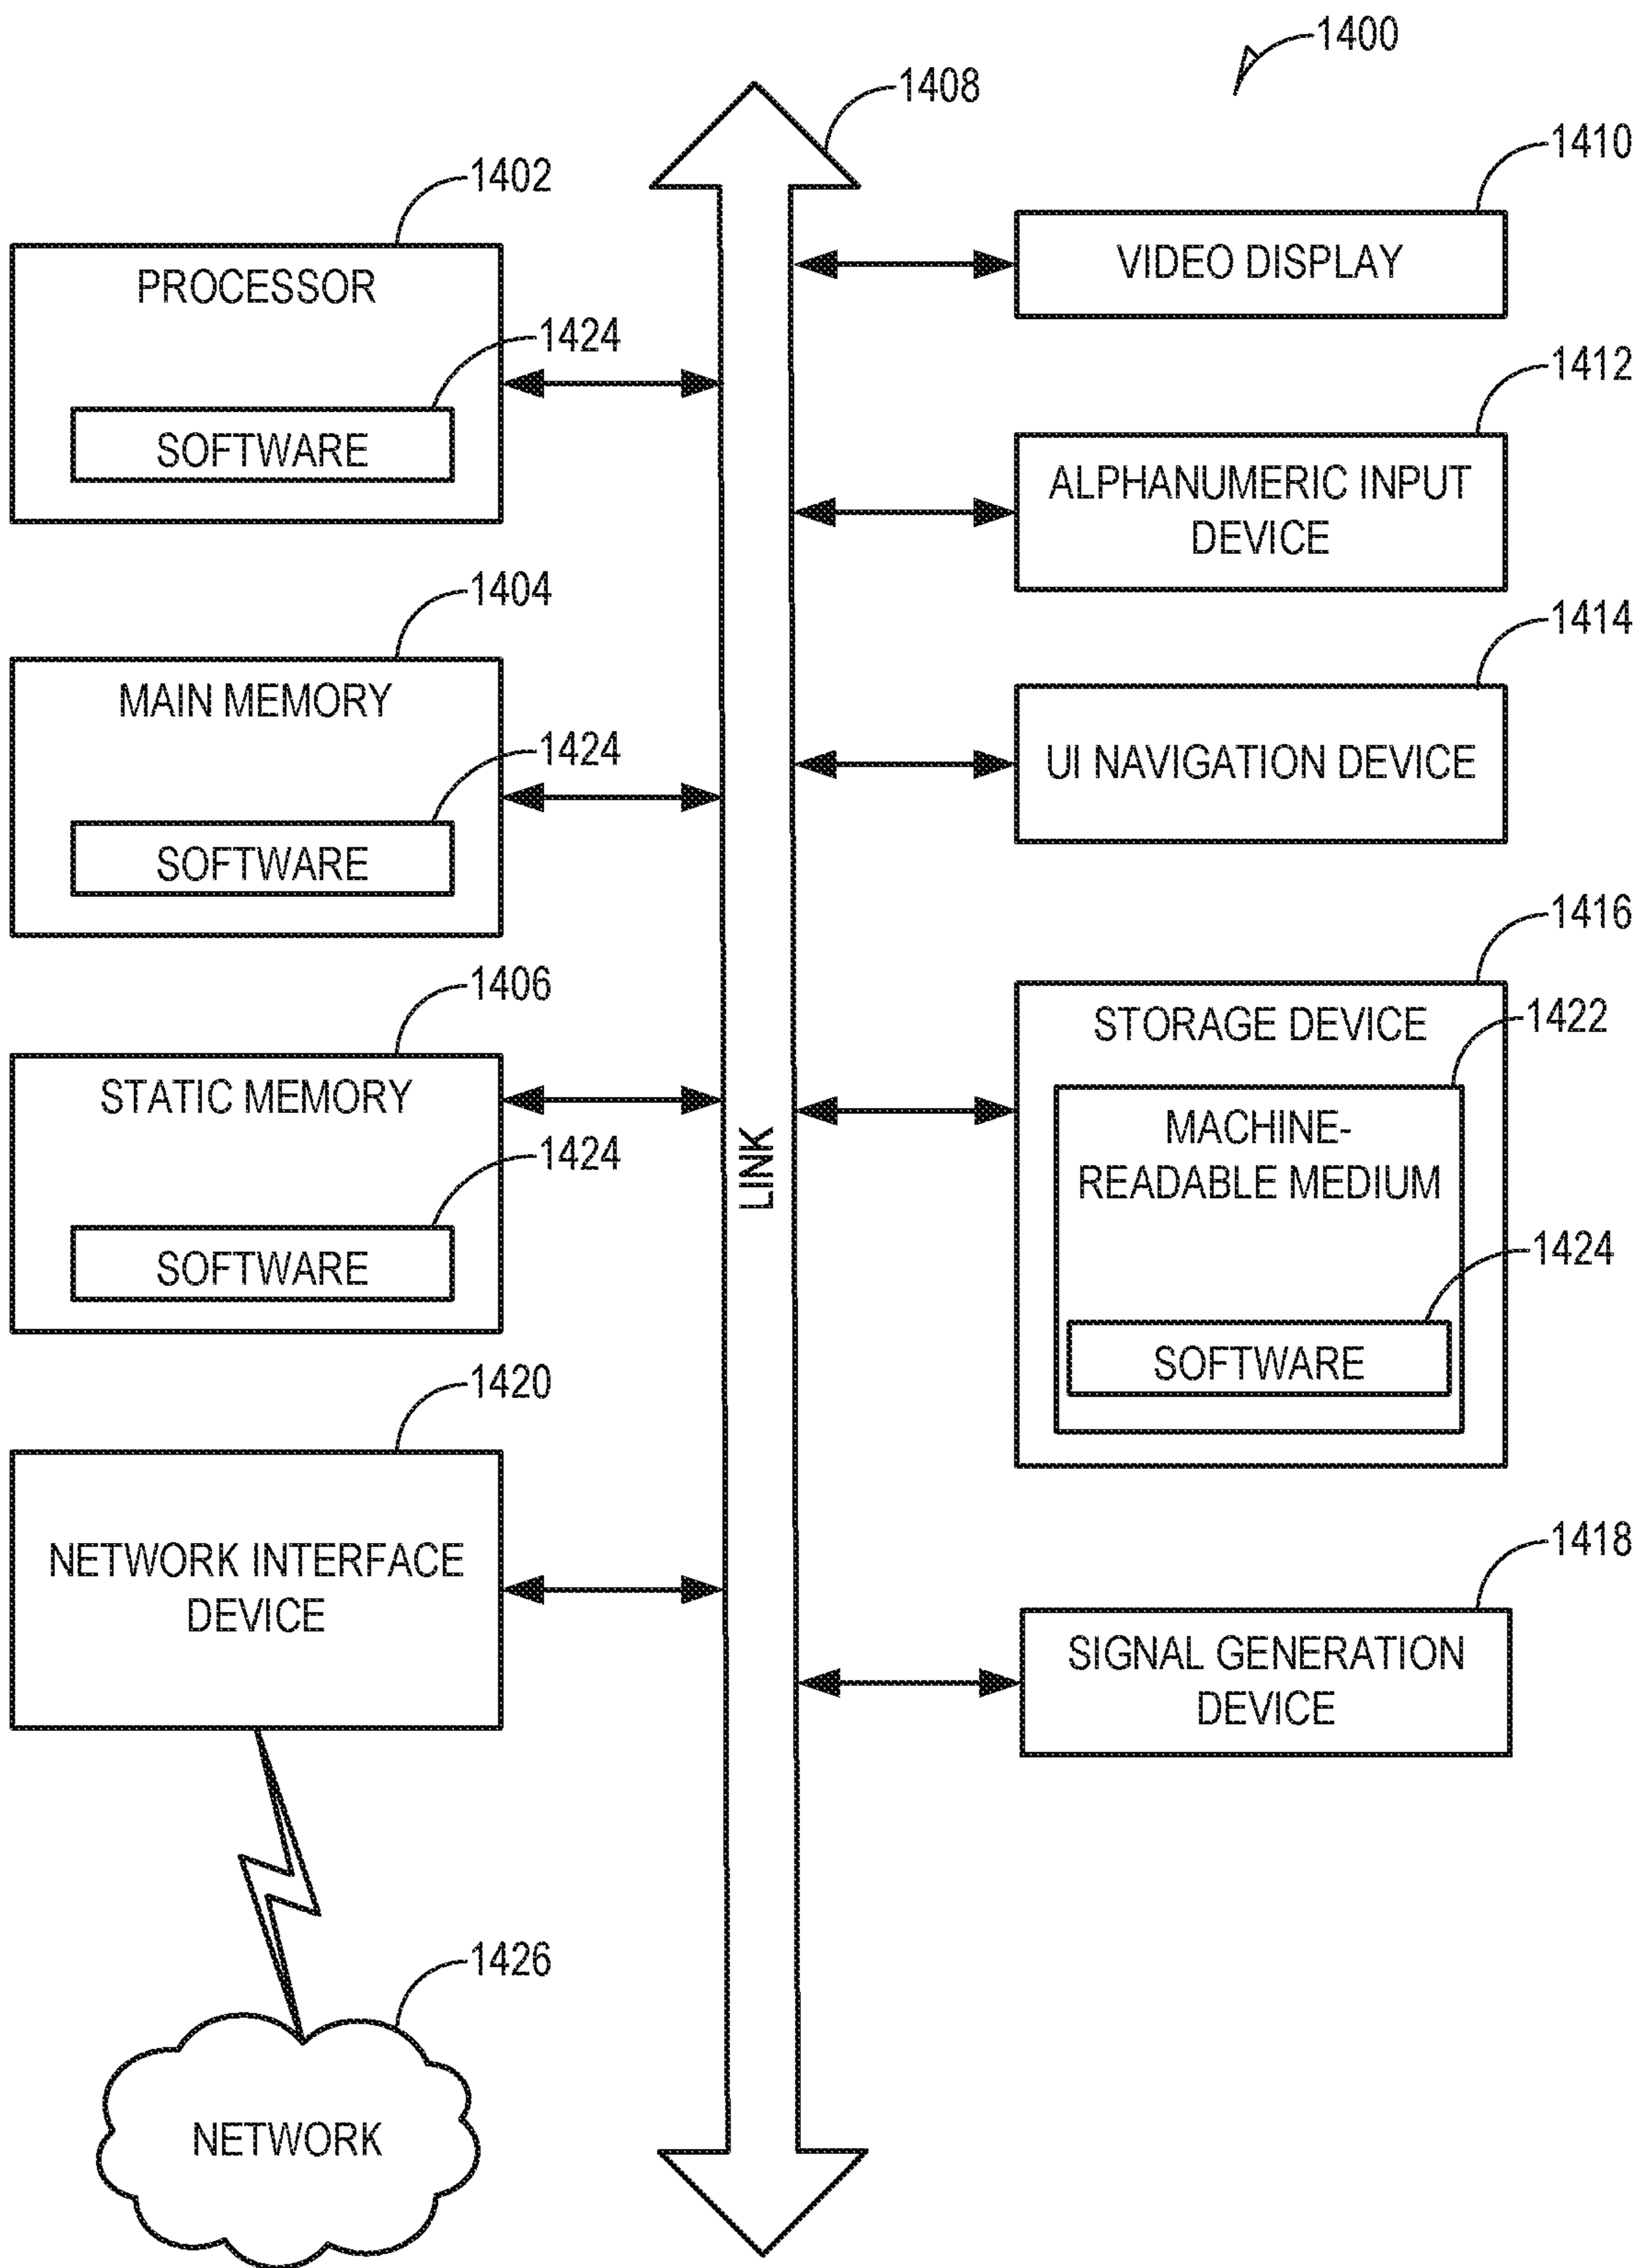 1400
1408
1410
VIDEO DISPLAY
1402
PROCESSOR
1424
SOFTWARE
1412
ALPHANUMERIC INPUT
DEVICE
1404
MAIN MEMORY
1424
SOFTWARE
1414
UI NAVIGATION DEVICE
1406
STATIC MEMORY
1424
SOFTWARE
LINK
1416
STORAGE DEVICE
1422
MACHINE-
READABLE MEDIUM
1424
SOFTWARE
1420
NETWORK INTERFACE
DEVICE
1418
SIGNAL GENERATION
DEVICE
1426
NETWORK